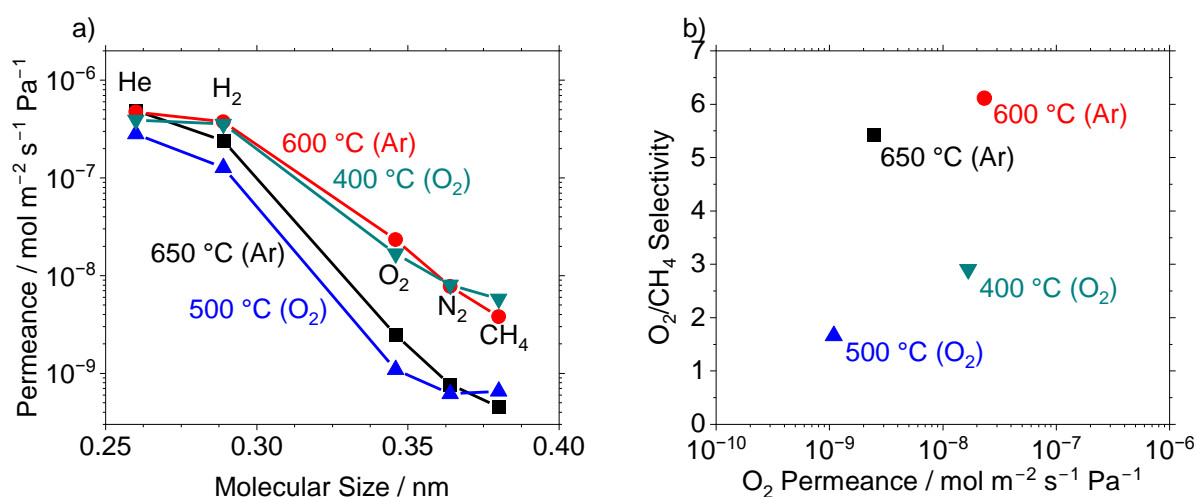 a)
Permeance / mol m⁻² s⁻¹ Pa⁻¹
10⁻⁶
10⁻⁷
10⁻⁸
10⁻⁹
He
H₂
600 °C (Ar)
400 °C (O₂)
650 °C (Ar)
O₂
500 °C (O₂)
N₂
CH₄
0.25
0.30
0.35
0.40
Molecular Size / nm
b)
O₂/CH₄ Selectivity
7
6
5
4
3
2
1
0
600 °C (Ar)
650 °C (Ar)
400 °C (O₂)
500 °C (O₂)
10⁻¹⁰
10⁻⁹
10⁻⁸
10⁻⁷
10⁻⁶
O₂ Permeance / mol m⁻² s⁻¹ Pa⁻¹